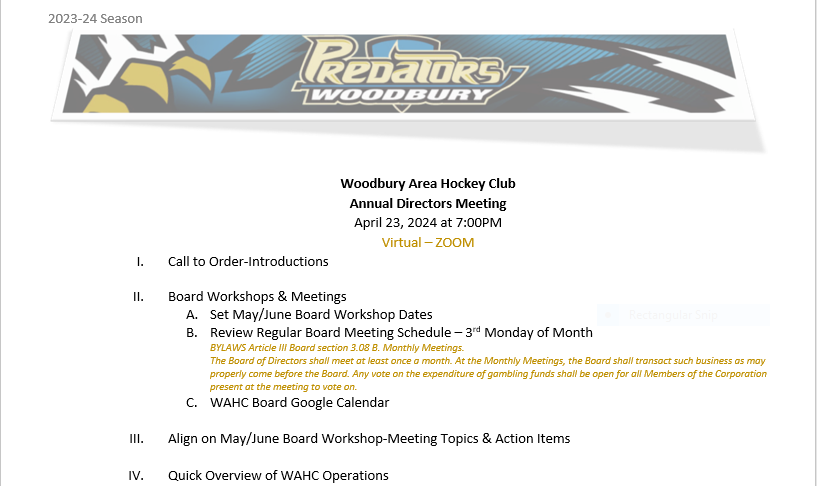 2023-24 Season
PREDATORS
WOODBURY
Woodbury Area Hockey Club
Annual Directors Meeting
April 23, 2024 at 7:00PM
Virtual – ZOOM
I. Call to Order-Introductions
II. Board Workshops & Meetings
A. Set May/June Board Workshop Dates
Rectangular Snip
B. Review Regular Board Meeting Schedule – 3rd Monday of Month
BYLAWS Article III Board section 3.08 B. Monthly Meetings.
The Board of Directors shall meet at least once a month. At the Monthly Meetings, the Board shall transact such business as may
properly come before the Board. Any vote on the expenditure of gambling funds shall be open for all Members of the Corporation
present at the meeting to vote on.
C. WAHC Board Google Calendar
III. Align on May/June Board Workshop-Meeting Topics & Action Items
IV. Quick Overview of WAHC Operations